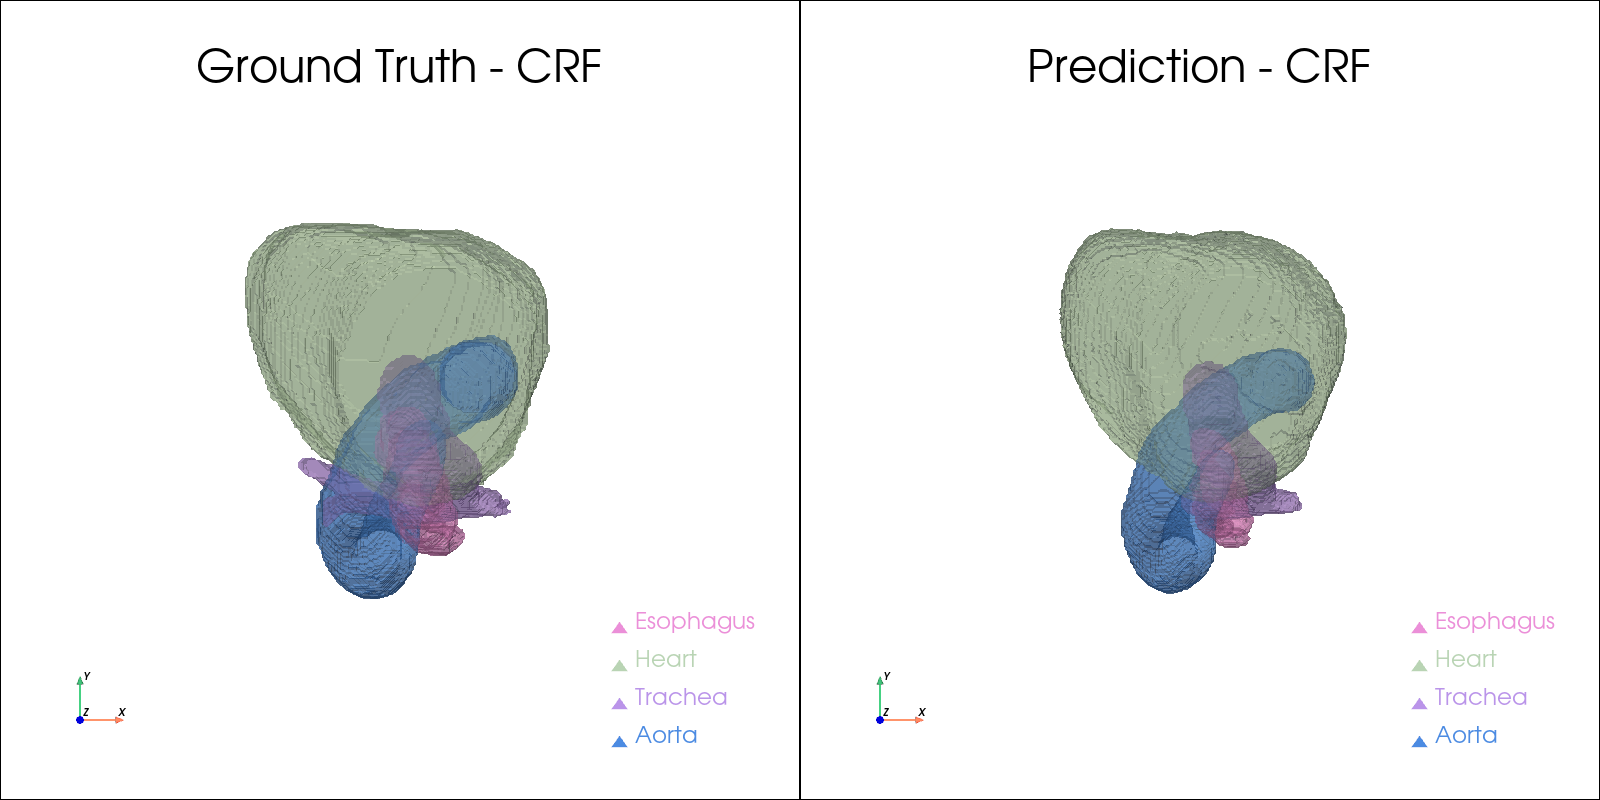 Ground Truth - CRF
Esophagus
Heart
Trachea
Aorta
Y
Z
X
Prediction - CRF
Esophagus
Heart
Trachea
Aorta
Y
Z
X